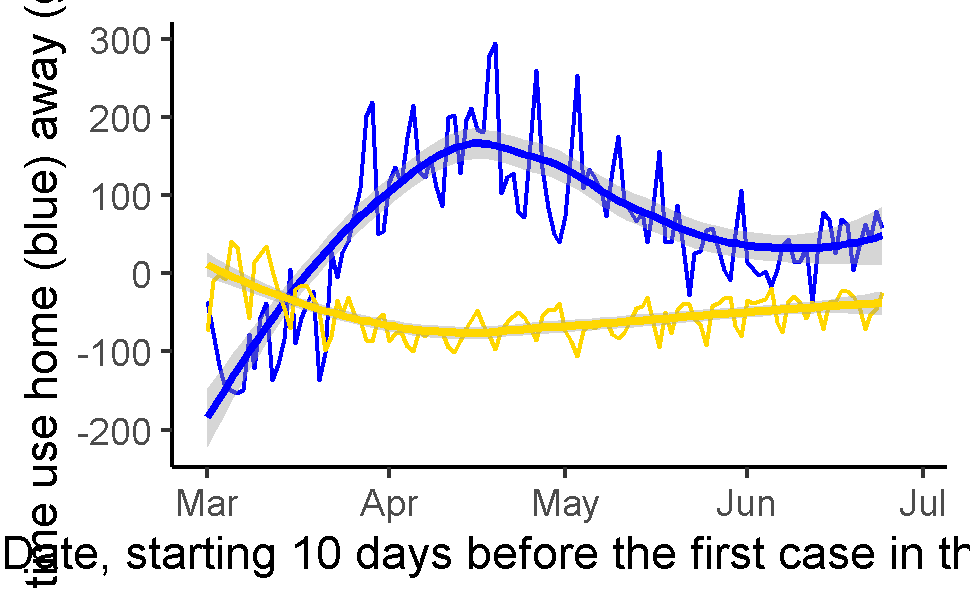 time use home (blue) away (
300
200
100
0
-100
-200
Mar Apr May Jun Jul
Date, starting 10 days before the first case in th